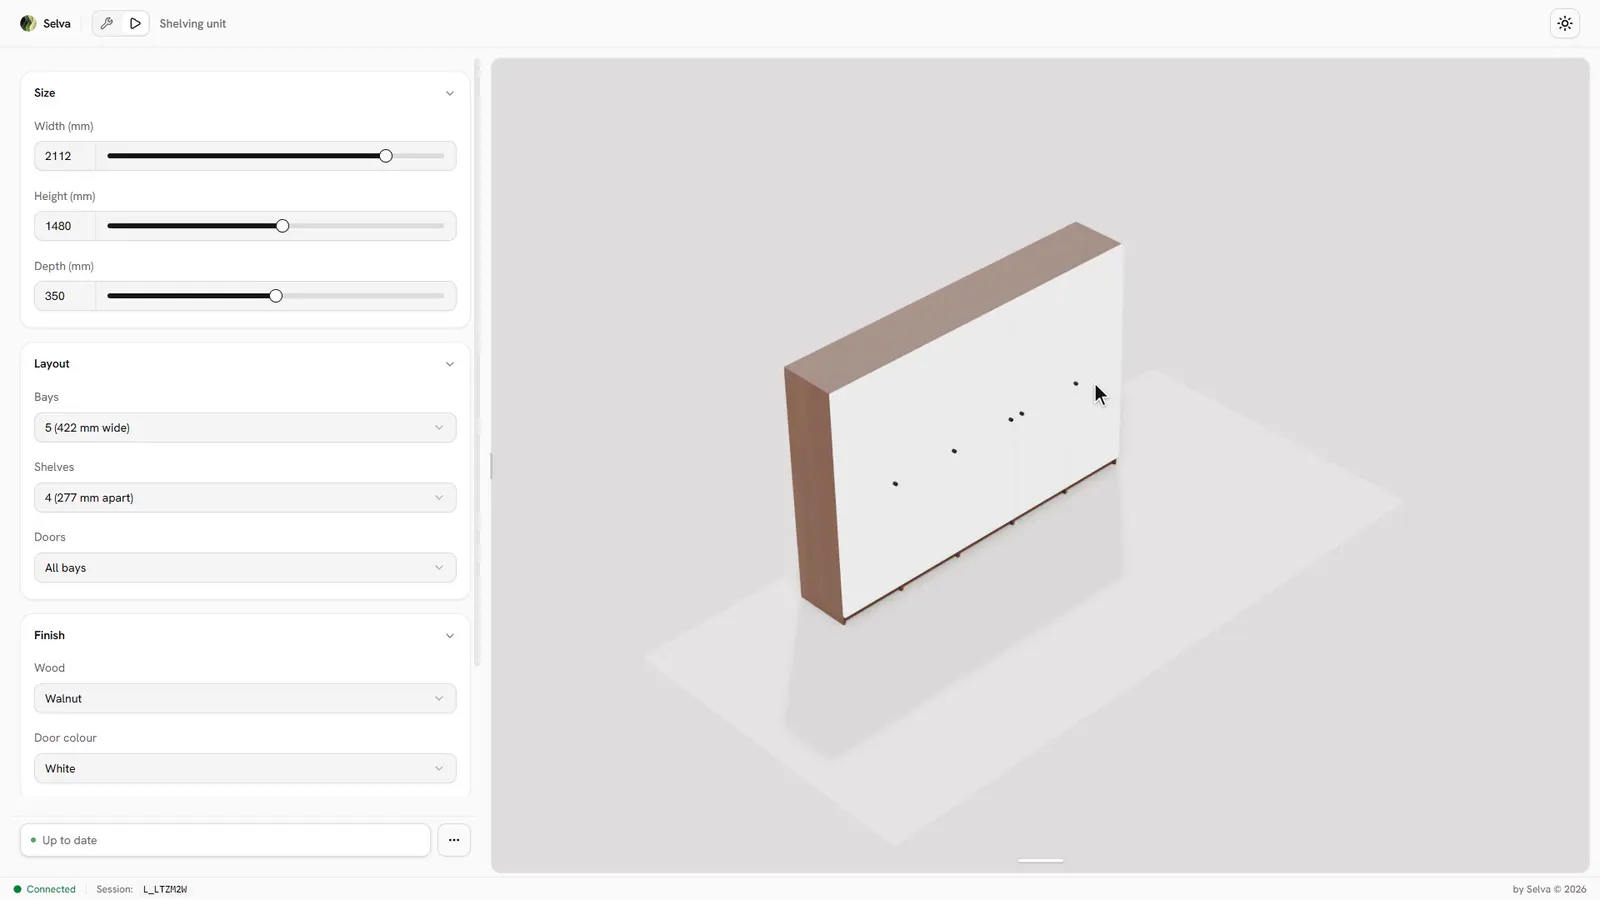 Selva
Shelving unit
Size
Width (mm)
2112
Height (mm)
1480
Depth (mm)
350
Layout
Bays
5 (422 mm wide)
Shelves
4 (277 mm apart)
Doors
All bays
Finish
Wood
Walnut
Door colour
White
Up to date
Connected
Session: L_LTZM2W
by Selva © 2026